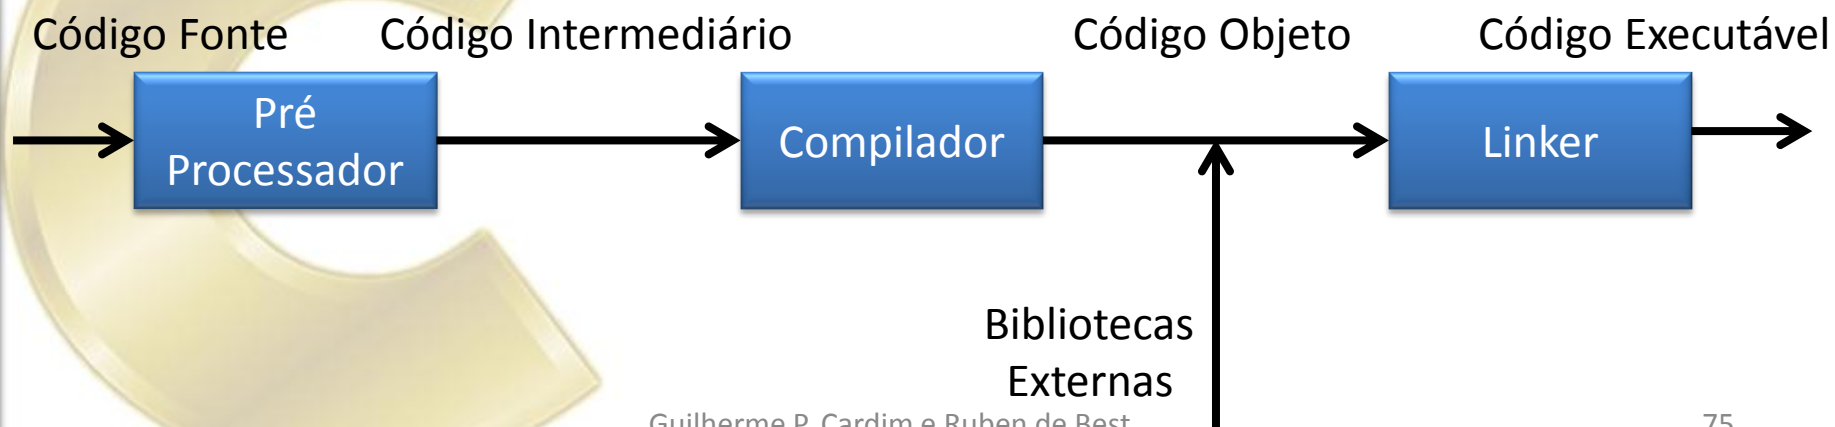 Código Fonte
Código Intermediário
Código Objeto
Código Executável
Pré
Processador
Compilador
Linker
Bibliotecas
Externas
Guilherme P. Cardim e Ruben de Best
75